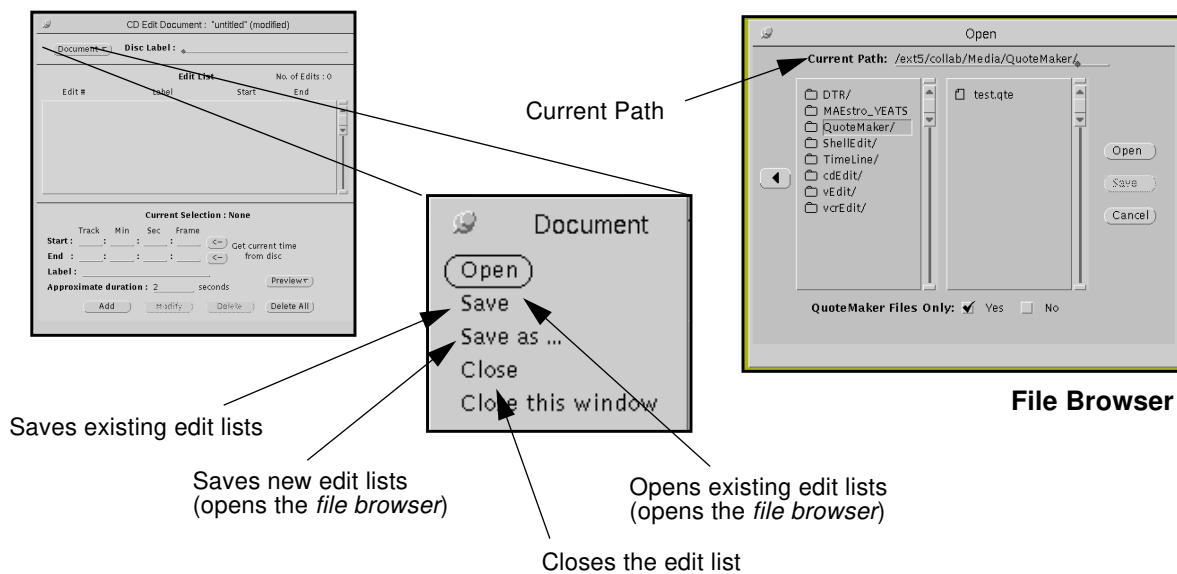 CD Edit Document : "untitled" (modified)
Document
Disc Label :
Edit List
No. of Edits : 0
Edit #
Label
Start
End
Current Selection : None
Track Min Sec Frame
Start : : : : <-
End : : : : <-
Get current time
from disc
Label :
Preview
Approximate duration : 2 seconds
Add Modify Delete Delete All
Current Path
Document
Open
Save
Save as ...
Close
Close this window
Open
Current Path: /ext5/collab/Media/QuoteMaker/
DTR/
MAEstro_YEATS
QuoteMaker/
ShellEdit/
TimeLine/
cdEdit/
vEdit/
vcrEdit/
test.qte
Open
Save
Cancel
QuoteMaker Files Only: Yes No
File Browser
Saves existing edit lists
Saves new edit lists
(opens the file browser)
Opens existing edit lists
(opens the file browser)
Closes the edit list